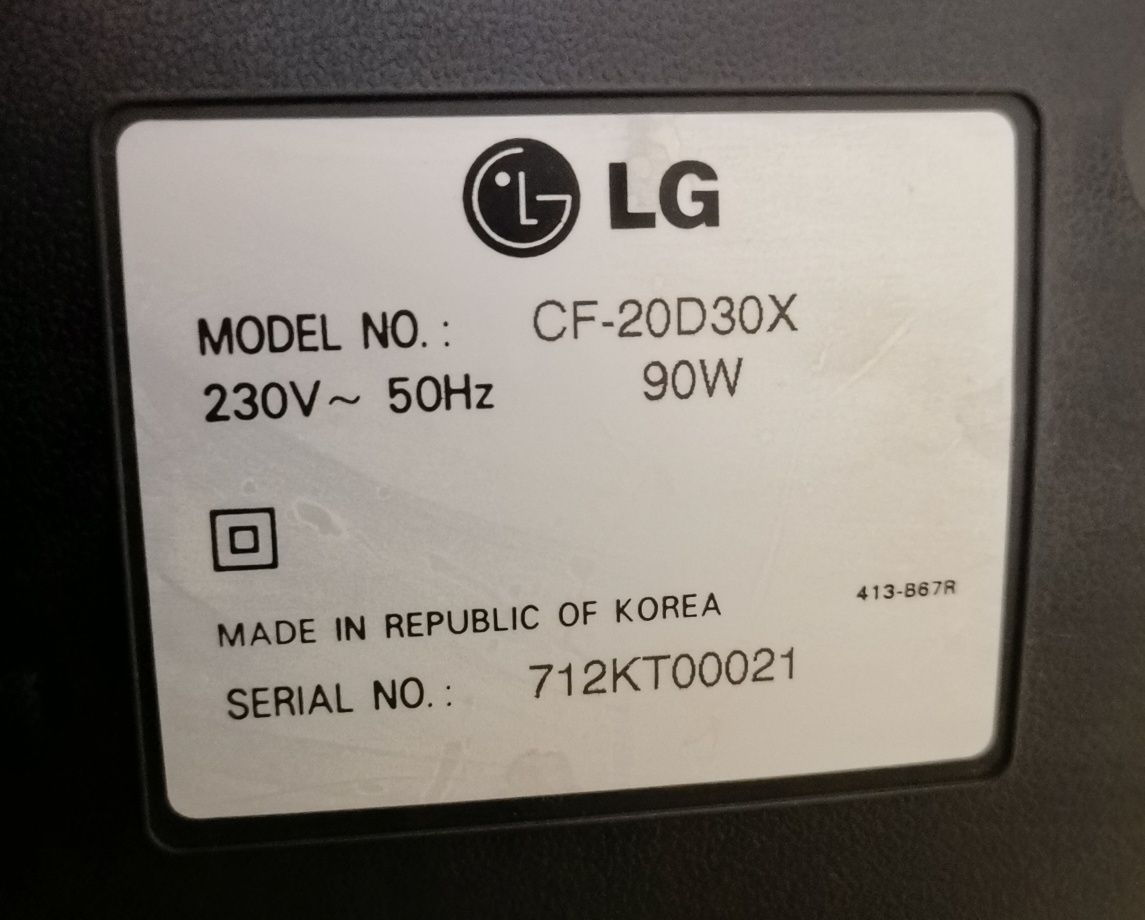 LG
MODEL NO. : CF-20D30X
230V~ 50Hz 90W
413-B67R
MADE IN REPUBLIC OF KOREA
SERIAL NO. : 712KT00021